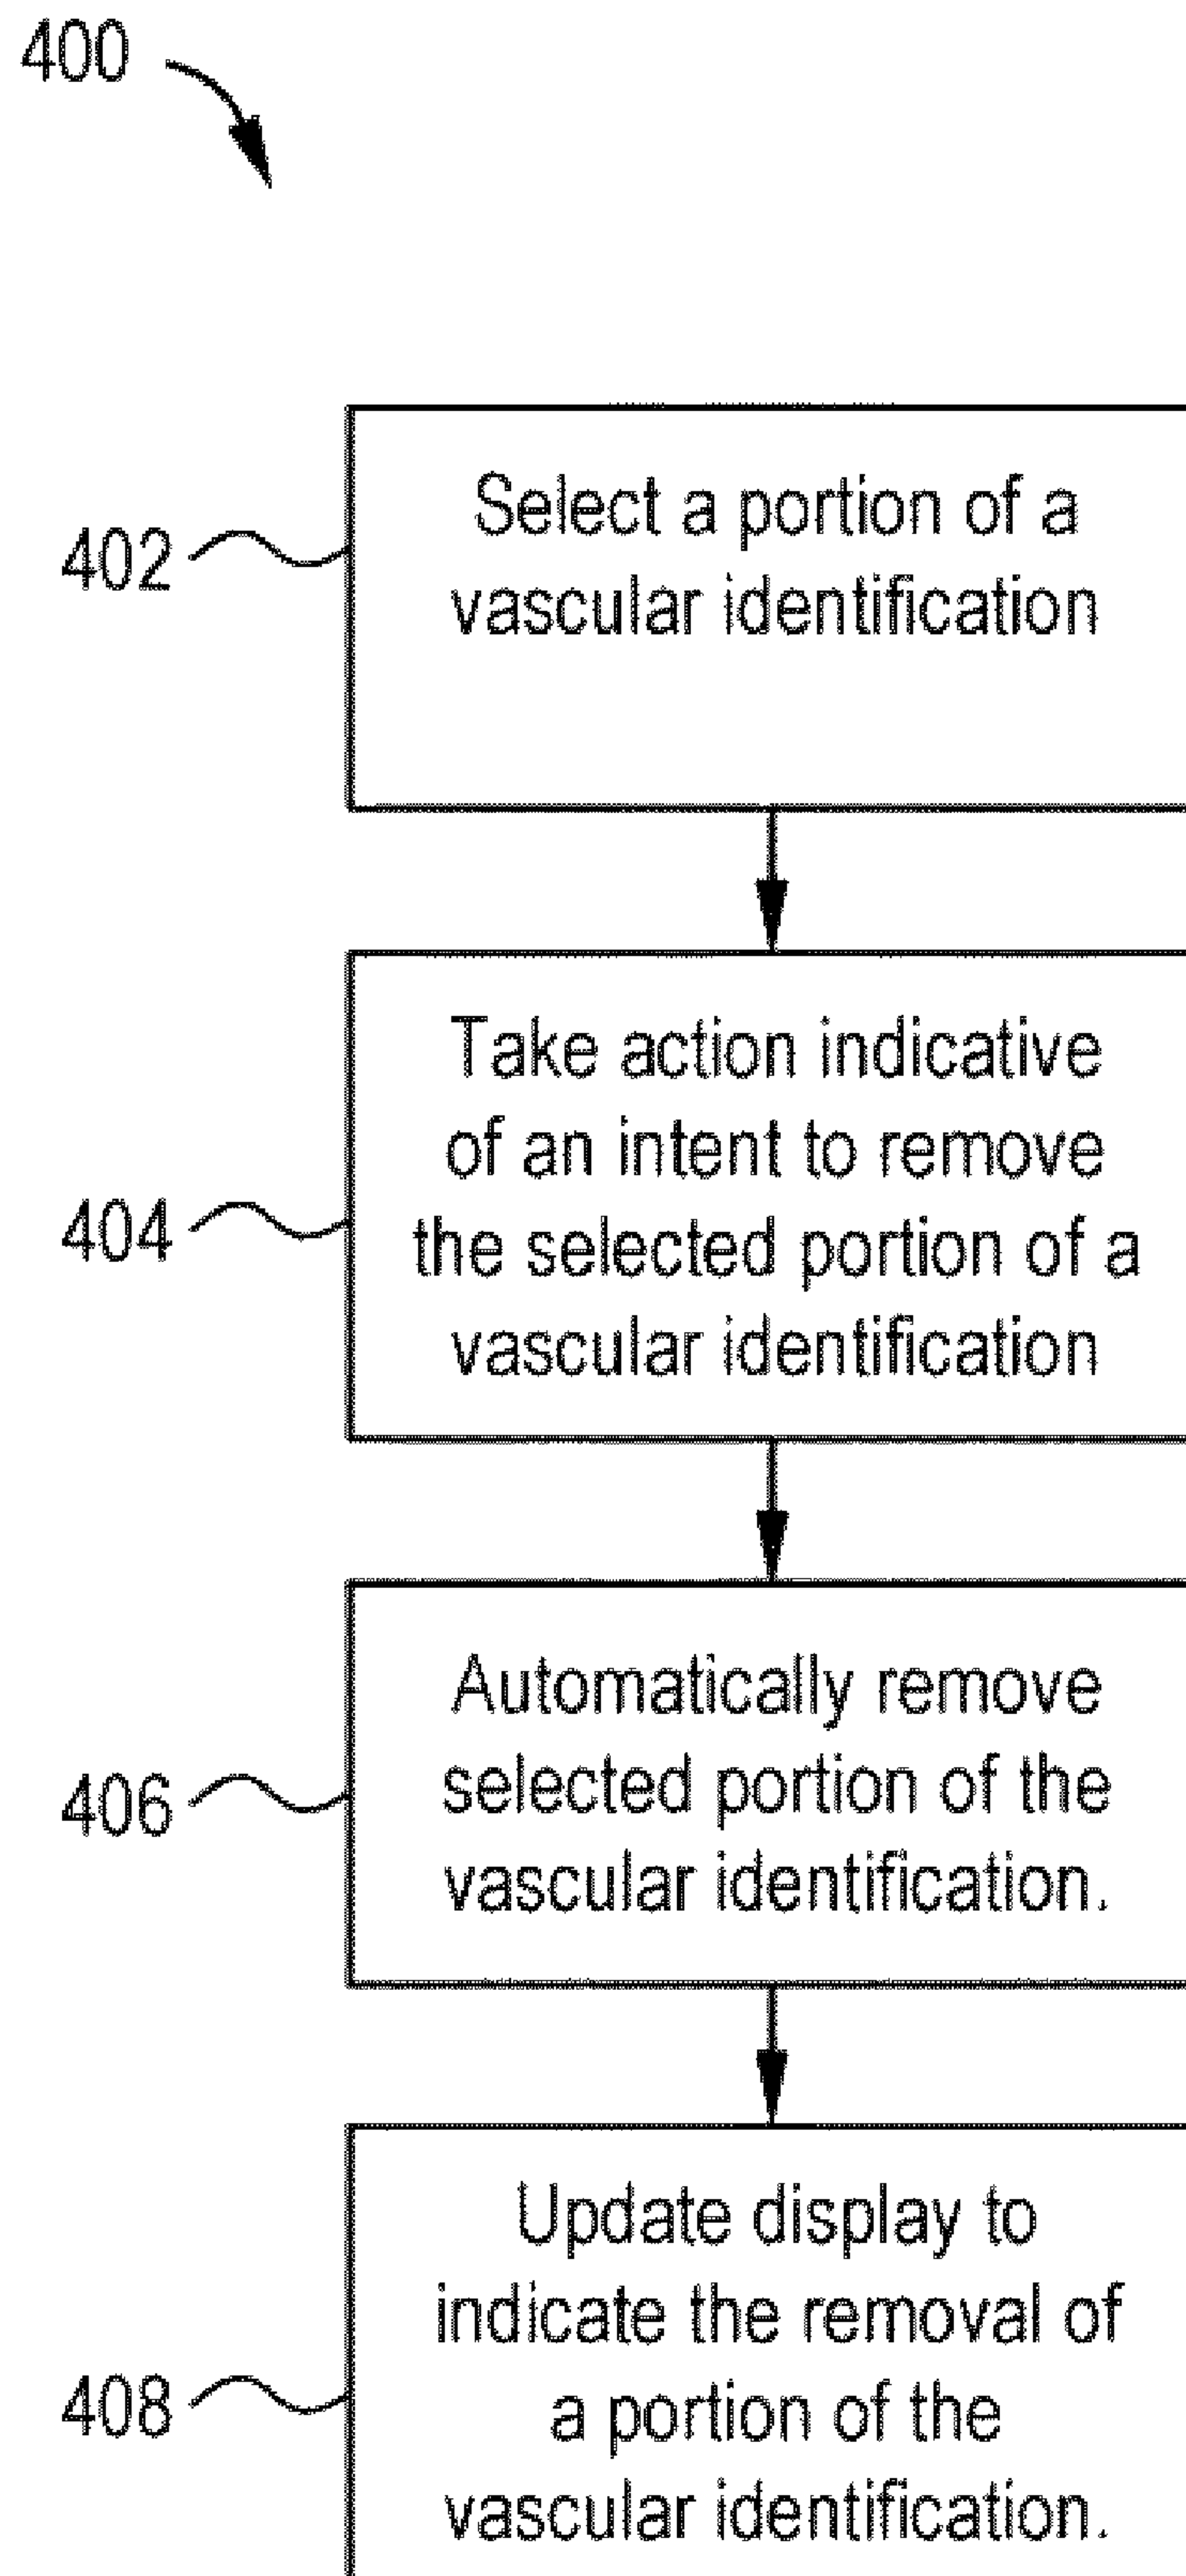 400
402
Select a portion of a
vascular identification
404
Take action indicative
of an intent to remove
the selected portion of a
vascular identification
406
Automatically remove
selected portion of the
vascular identification.
408
Update display to
indicate the removal of
a portion of the
vascular identification.